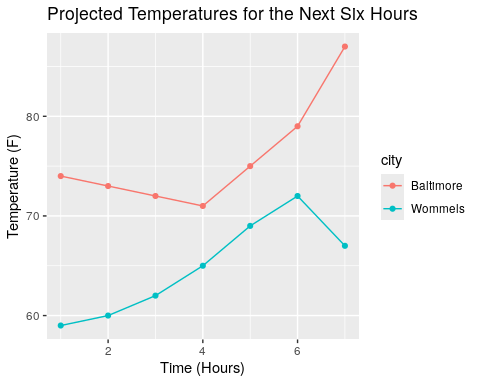 Projected Temperatures for the Next Six Hours
Temperature (F)
80
70
60
2
4
6
Time (Hours)
city
Baltimore
Wommels